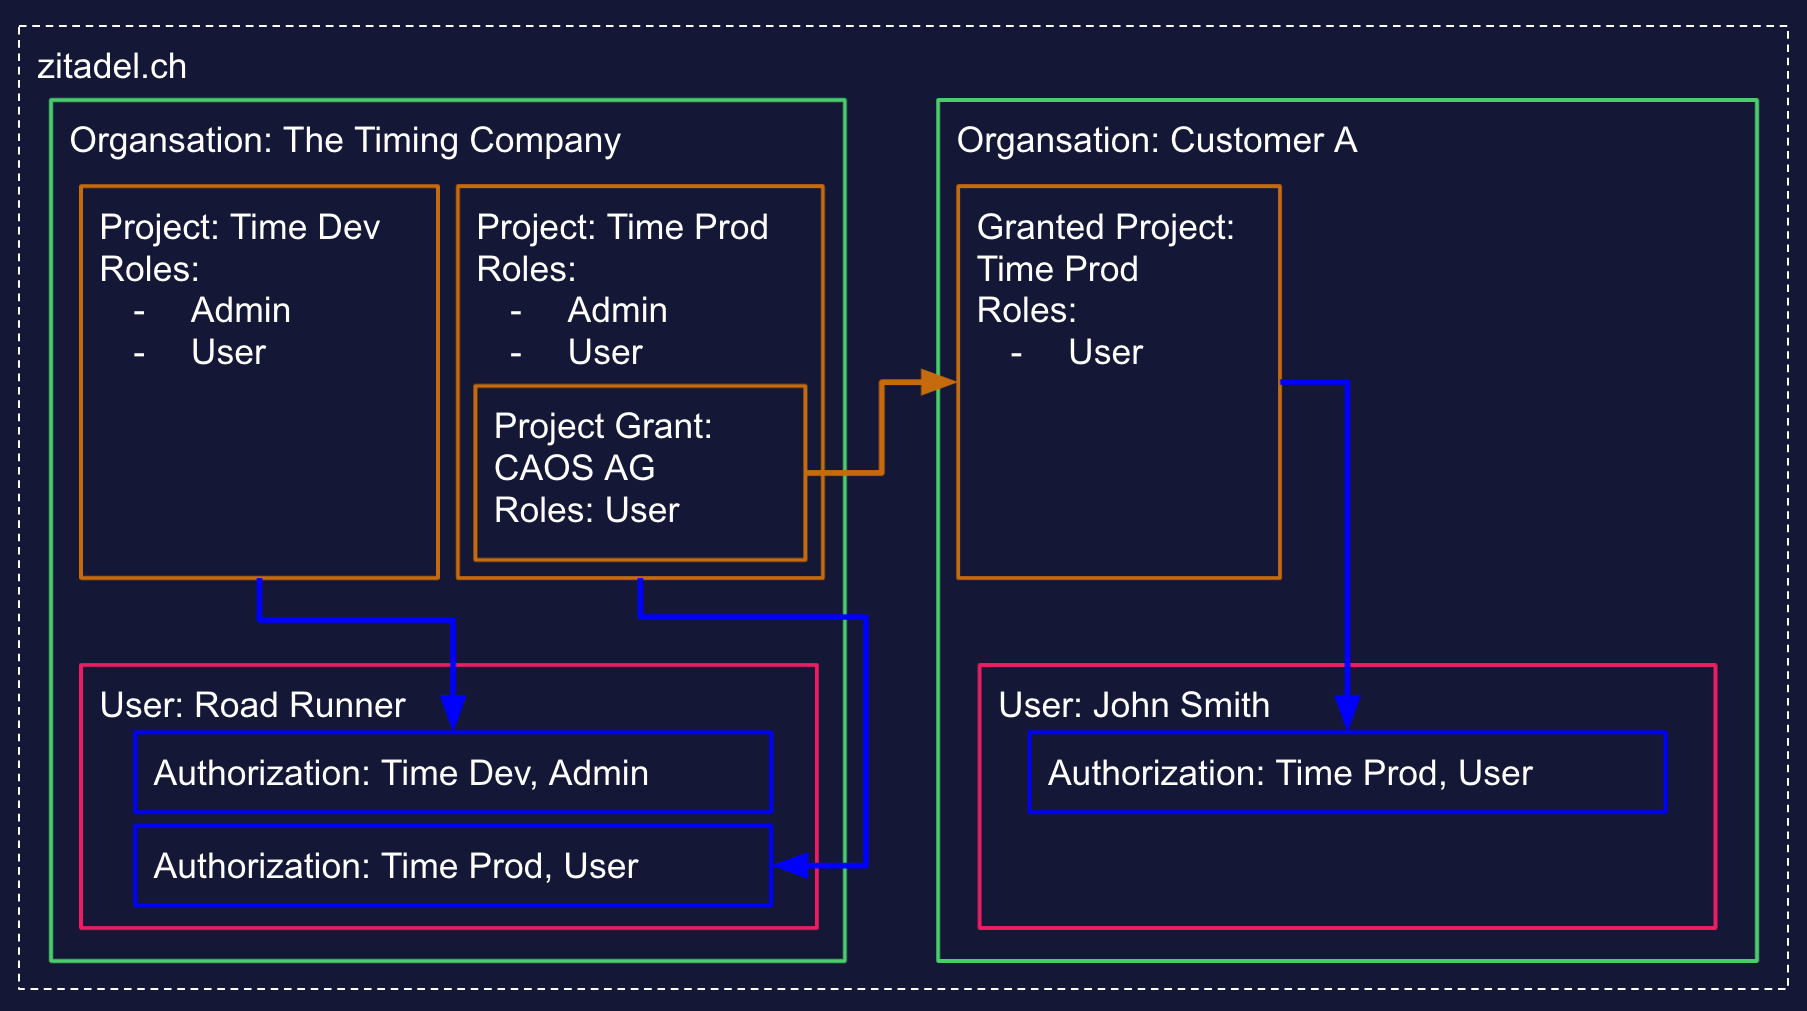 zitadel.ch
Organsation: The Timing Company
Project: Time Dev
Roles:
- Admin
- User
Project: Time Prod
Roles:
- Admin
- User
Project Grant:
CAOS AG
Roles: User
User: Road Runner
Authorization: Time Dev, Admin
Authorization: Time Prod, User
Organsation: Customer A
Granted Project:
Time Prod
Roles:
- User
User: John Smith
Authorization: Time Prod, User